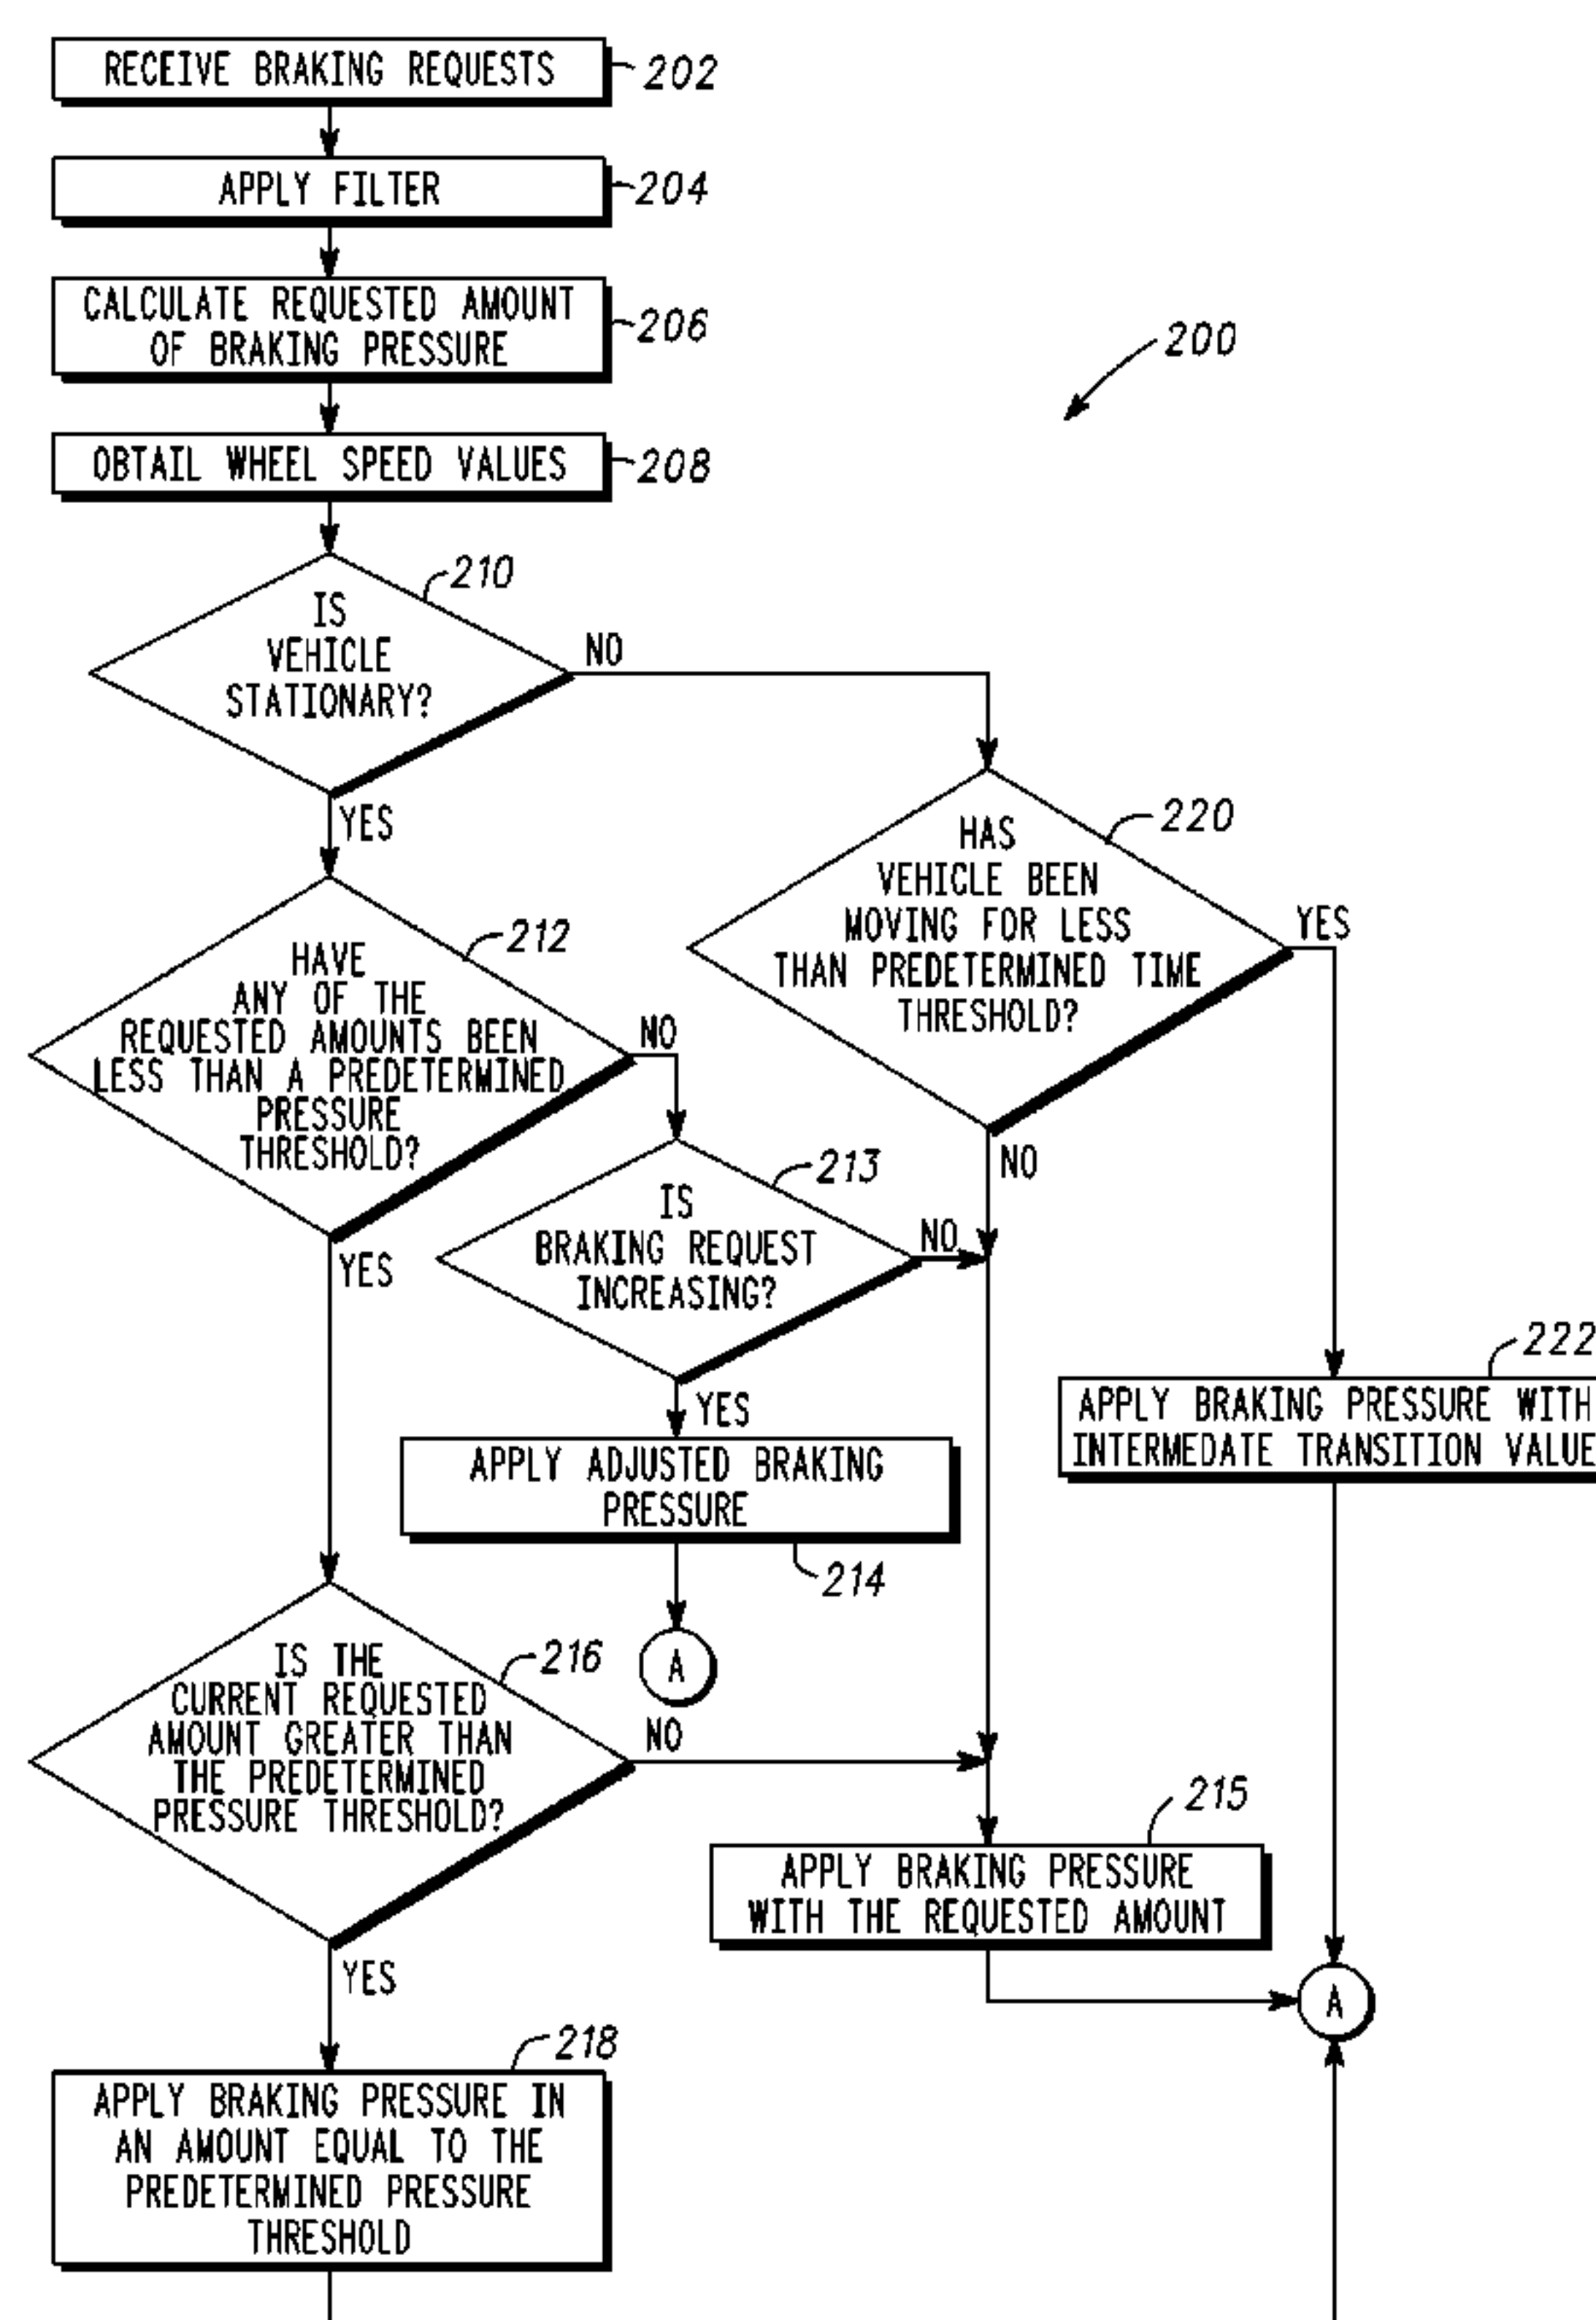 RECEIVE BRAKING REQUESTS
202
APPLY FILTER
204
CALCULATE REQUESTED AMOUNT
OF BRAKING PRESSURE
206
200
OBTAIL WHEEL SPEED VALUES
208
210
IS
VEHICLE
STATIONARY?
NO
YES
220
HAS
VEHICLE BEEN
MOVING FOR LESS
THAN PREDETERMINED TIME
THRESHOLD?
YES
NO
212
HAVE
ANY OF THE
REQUESTED AMOUNTS BEEN
LESS THAN A PREDETERMINED
PRESSURE
THRESHOLD?
NO
YES
213
IS
BRAKING REQUEST
INCREASING?
NO
YES
222
APPLY BRAKING PRESSURE WITH
INTERMEDATE TRANSITION VALUE
APPLY ADJUSTED BRAKING
PRESSURE
214
A
216
IS THE
CURRENT REQUESTED
AMOUNT GREATER THAN
THE PREDETERMINED
PRESSURE THRESHOLD?
NO
YES
215
APPLY BRAKING PRESSURE
WITH THE REQUESTED AMOUNT
A
218
APPLY BRAKING PRESSURE IN
AN AMOUNT EQUAL TO THE
PREDETERMINED PRESSURE
THRESHOLD